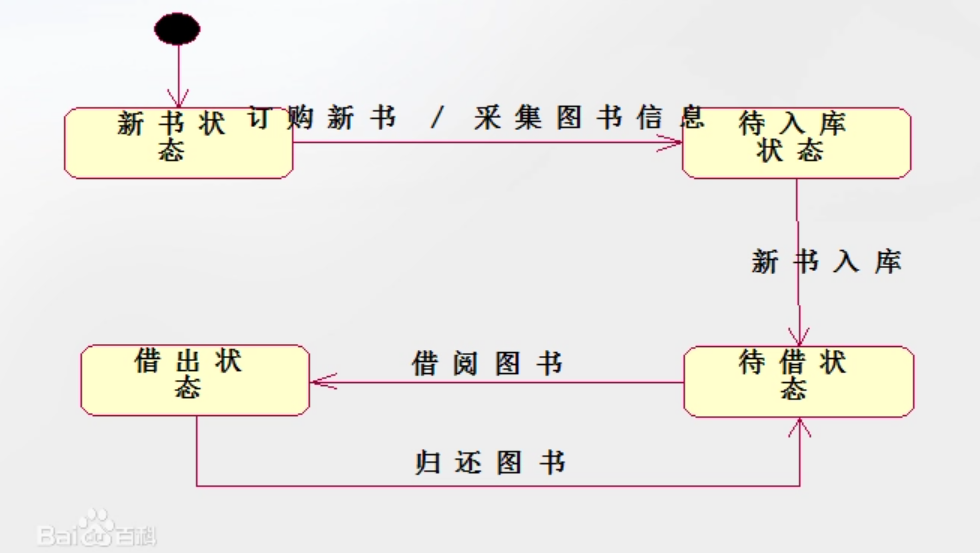 新书状态
订购新书 / 采集图书信息
待入库状态
新书入库
借出状态
借阅图书
待借状态
归还图书
Baidu百科